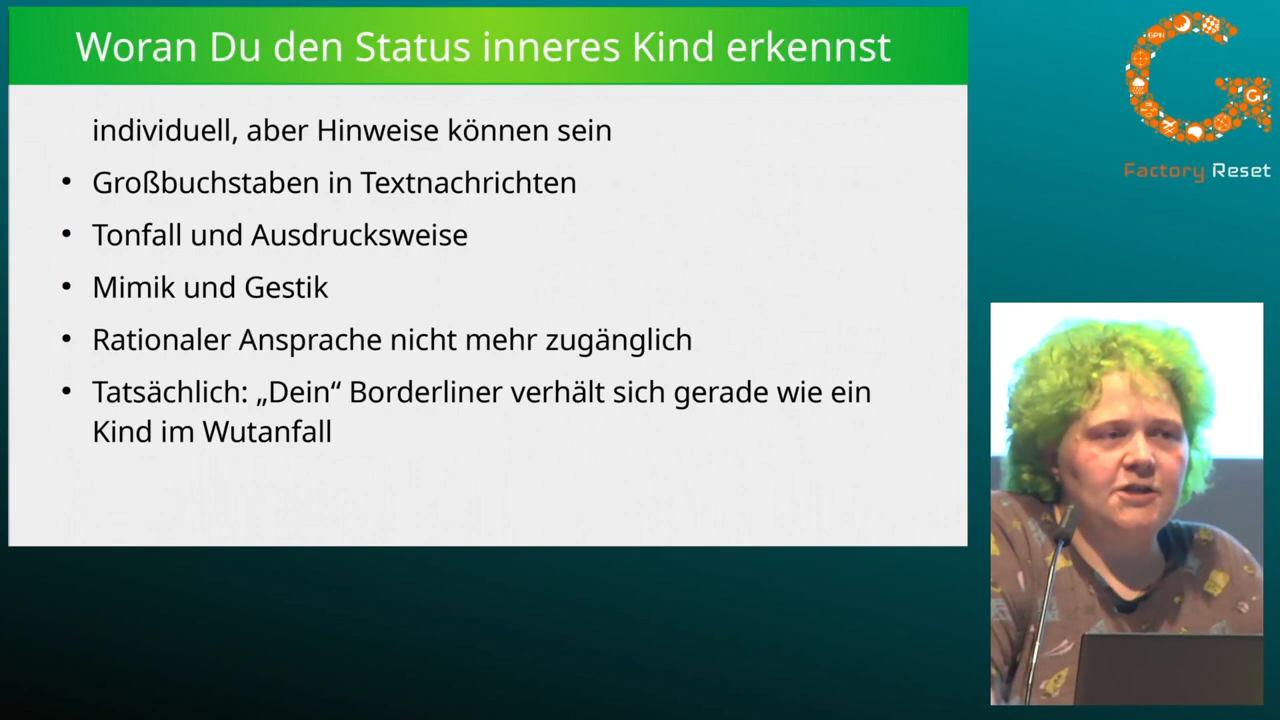 Woran Du den Status inneres Kind erkennst
individuell, aber Hinweise können sein
• Großbuchstaben in Textnachrichten
• Tonfall und Ausdrucksweise
• Mimik und Gestik
• Rationaler Ansprache nicht mehr zugänglich
• Tatsächlich: „Dein“ Borderliner verhält sich gerade wie ein
Kind im Wutanfall
GPN
Factory Reset